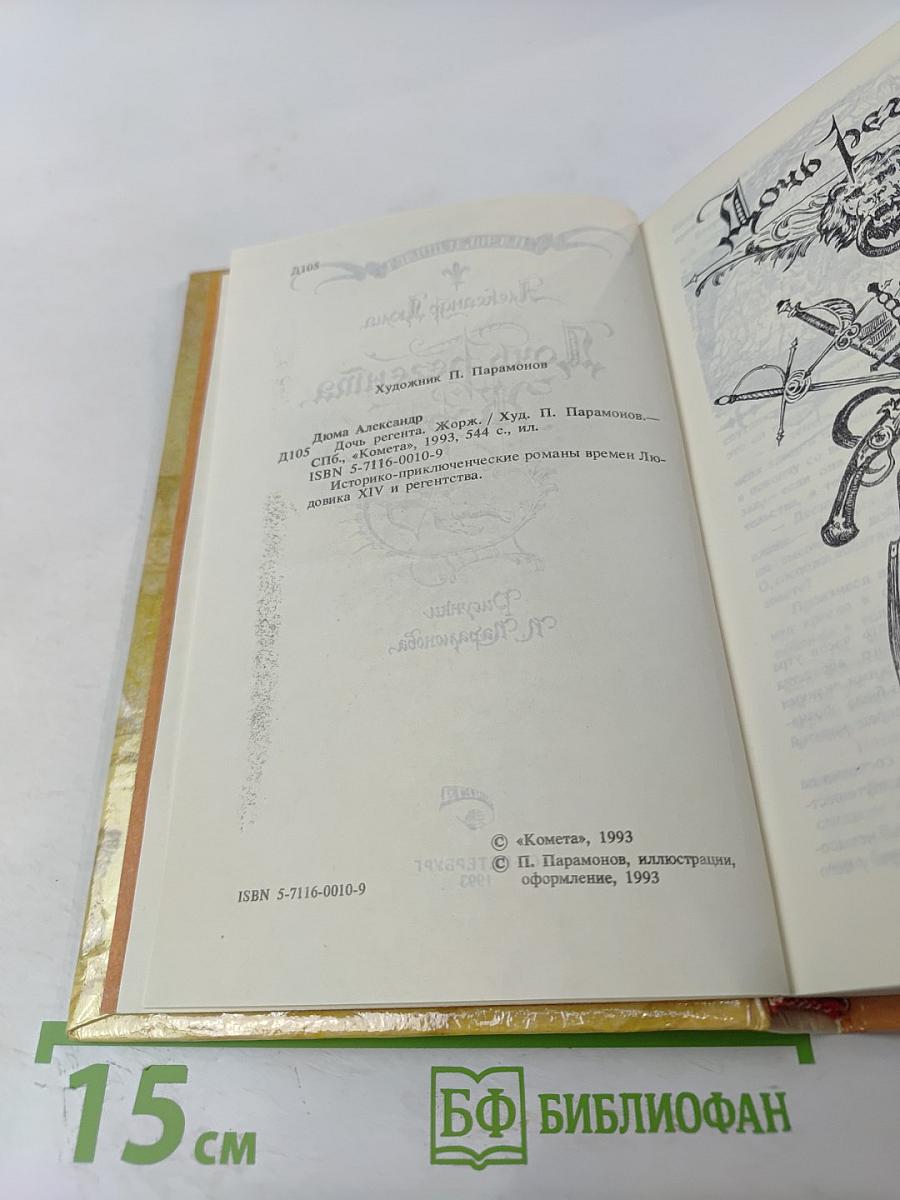 Д105
Художник П. Парамонов
Дюма Александр
Д105 Дочь регента. Жорж. / Худ. П. Парамонов.—
СПб., «Комета», 1993, 544 с., ил.
ISBN 5-7116-0010-9
Историко-приключенческие романы времен Лю-
довика XIV и регентства.
© «Комета», 1993
© П. Парамонов, иллюстрации,
оформление, 1993
ISBN 5-7116-0010-9
Дочь рег
15 см
БФ БИБЛИОФАН